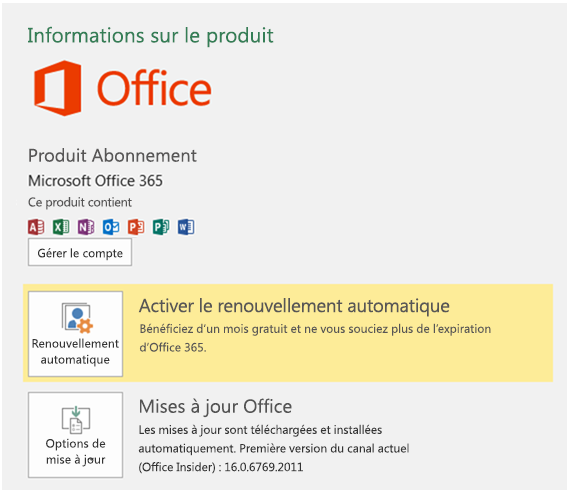 Informations sur le produit
Office
Produit Abonnement
Microsoft Office 365
Ce produit contient
A X N O P P W
Gérer le compte
Renouvellement
automatique
Activer le renouvellement automatique
Bénéficiez d'un mois gratuit et ne vous souciez plus de l'expiration
d'Office 365.
Options de
mise à jour
Mises à jour Office
Les mises à jour sont téléchargées et installées
automatiquement. Première version du canal actuel
(Office Insider) : 16.0.6769.2011